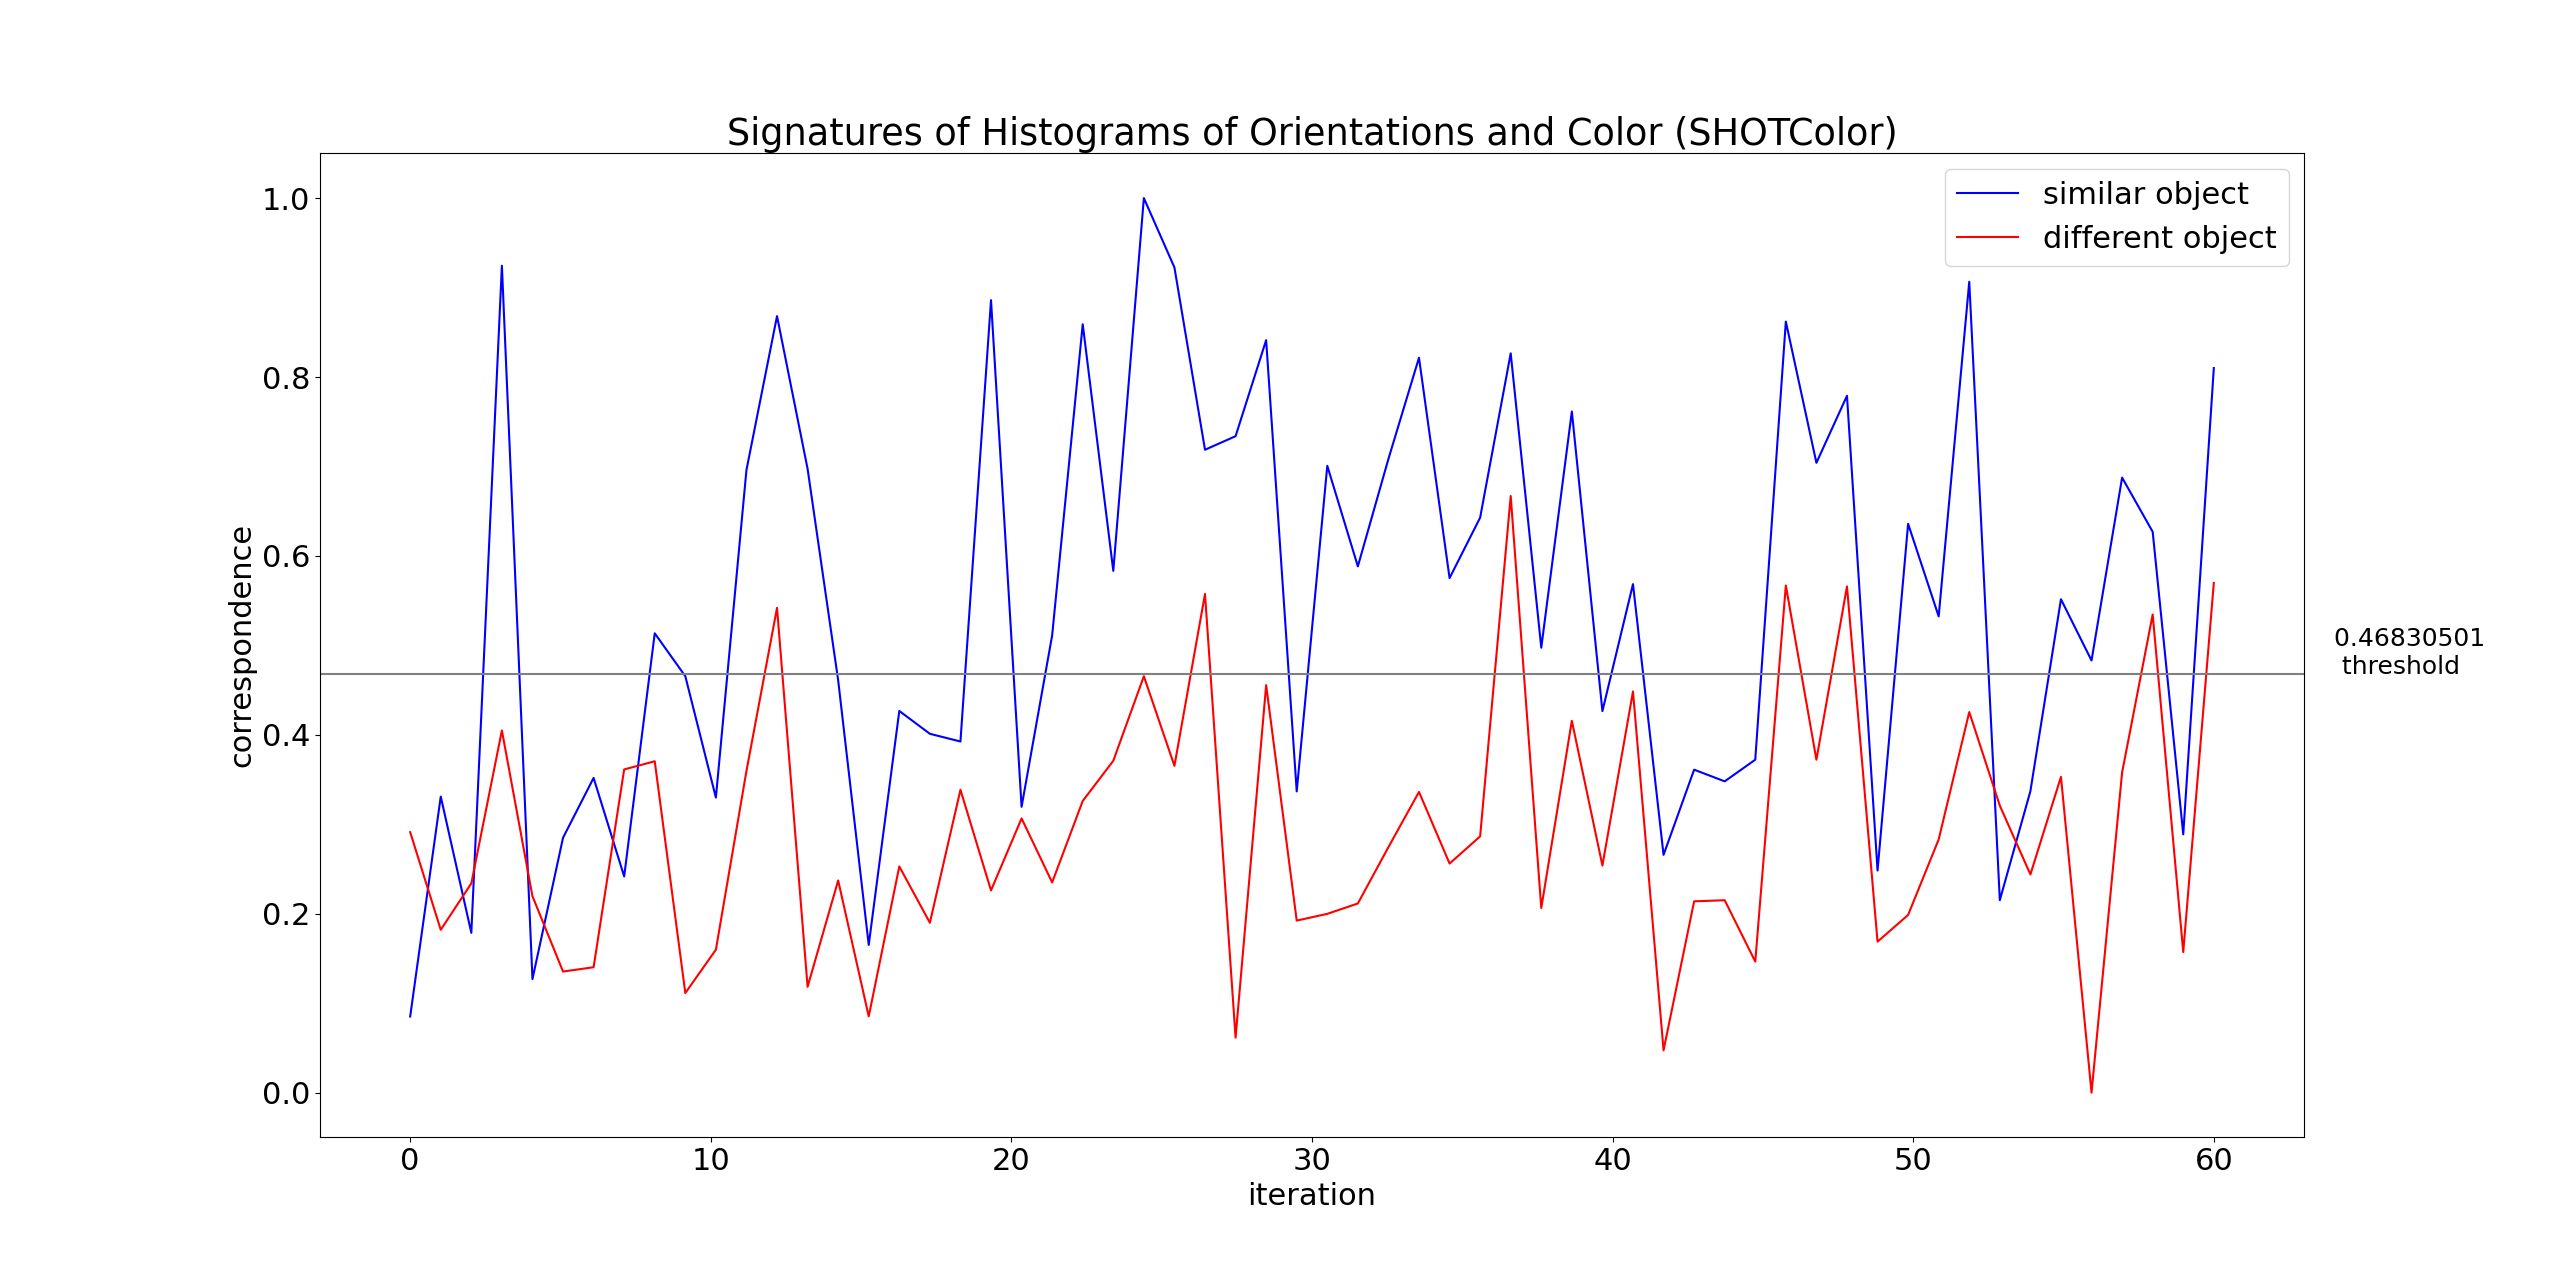 Signatures of Histograms of Orientations and Color (SHOTColor)
similar object
different object
correspondence
1.0
0.8
0.6
0.4
0.2
0.0
0.46830501
threshold
0 10 20 30 40 50 60
iteration